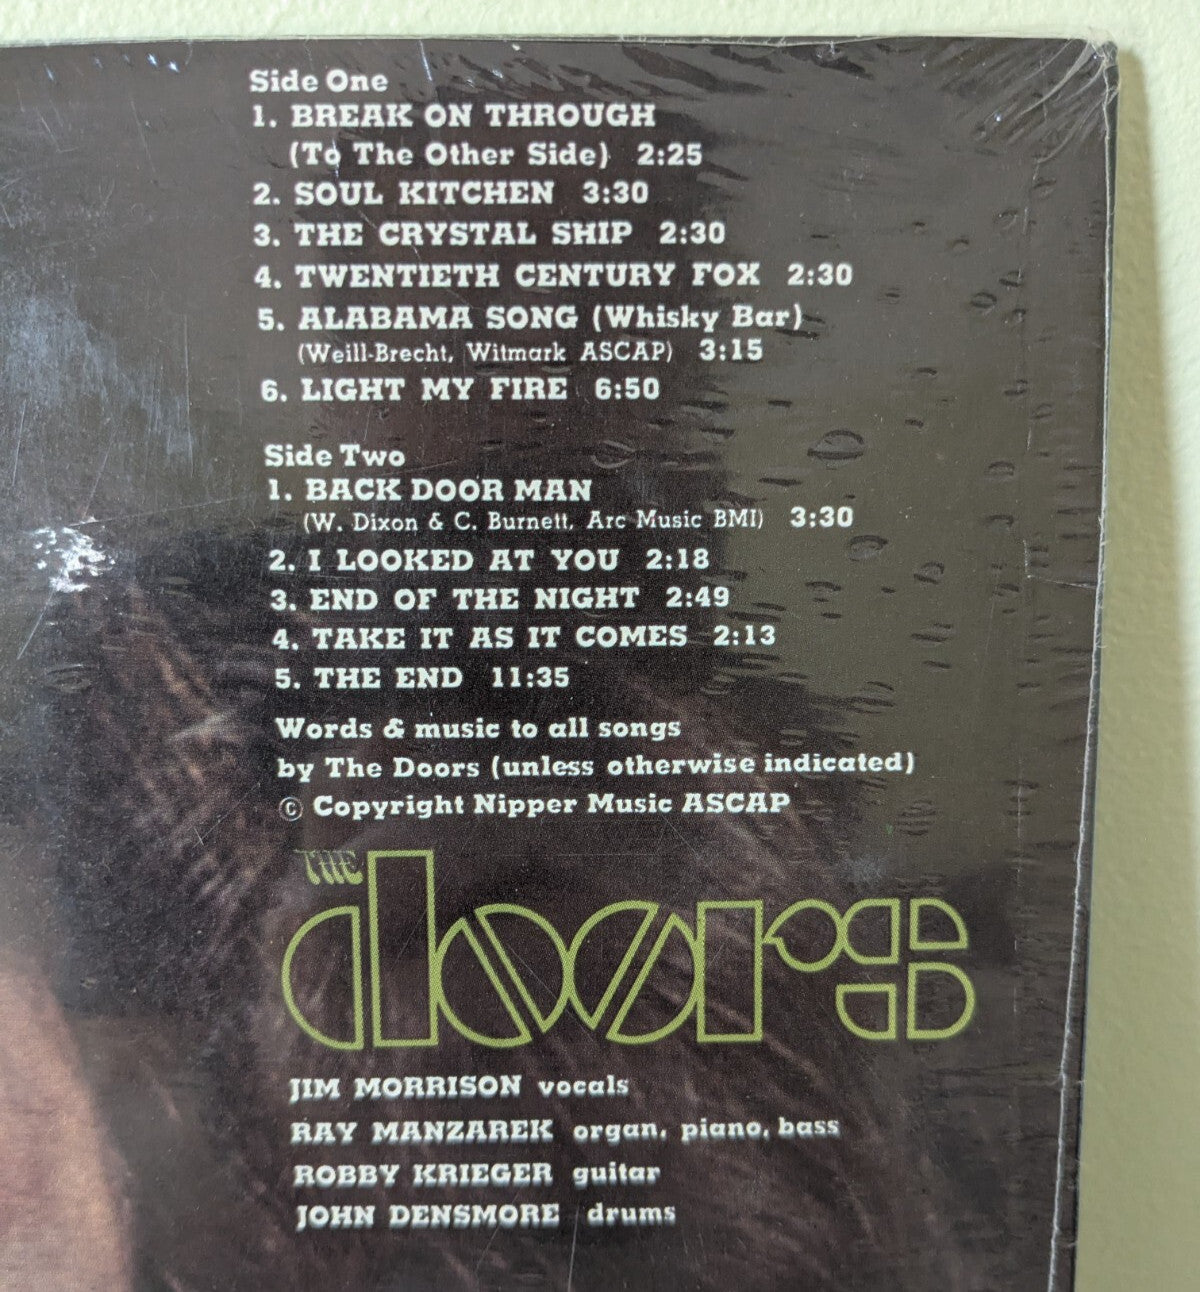 Side One
1. BREAK ON THROUGH
(To The Other Side) 2:25
2. SOUL KITCHEN 3:30
3. THE CRYSTAL SHIP 2:30
4. TWENTIETH CENTURY FOX 2:30
5. ALABAMA SONG (Whisky Bar)
(Weill-Brecht, Witmark ASCAP) 3:15
6. LIGHT MY FIRE 6:50
Side Two
1. BACK DOOR MAN
(W. Dixon & C. Burnett, Arc Music BMI) 3:30
2. I LOOKED AT YOU 2:18
3. END OF THE NIGHT 2:49
4. TAKE IT AS IT COMES 2:13
5. THE END 11:35
Words & music to all songs
by The Doors (unless otherwise indicated)
© Copyright Nipper Music ASCAP
THE
doors
JIM MORRISON vocals
RAY MANZAREK organ, piano, bass
ROBBY KRIEGER guitar
JOHN DENSMORE drums